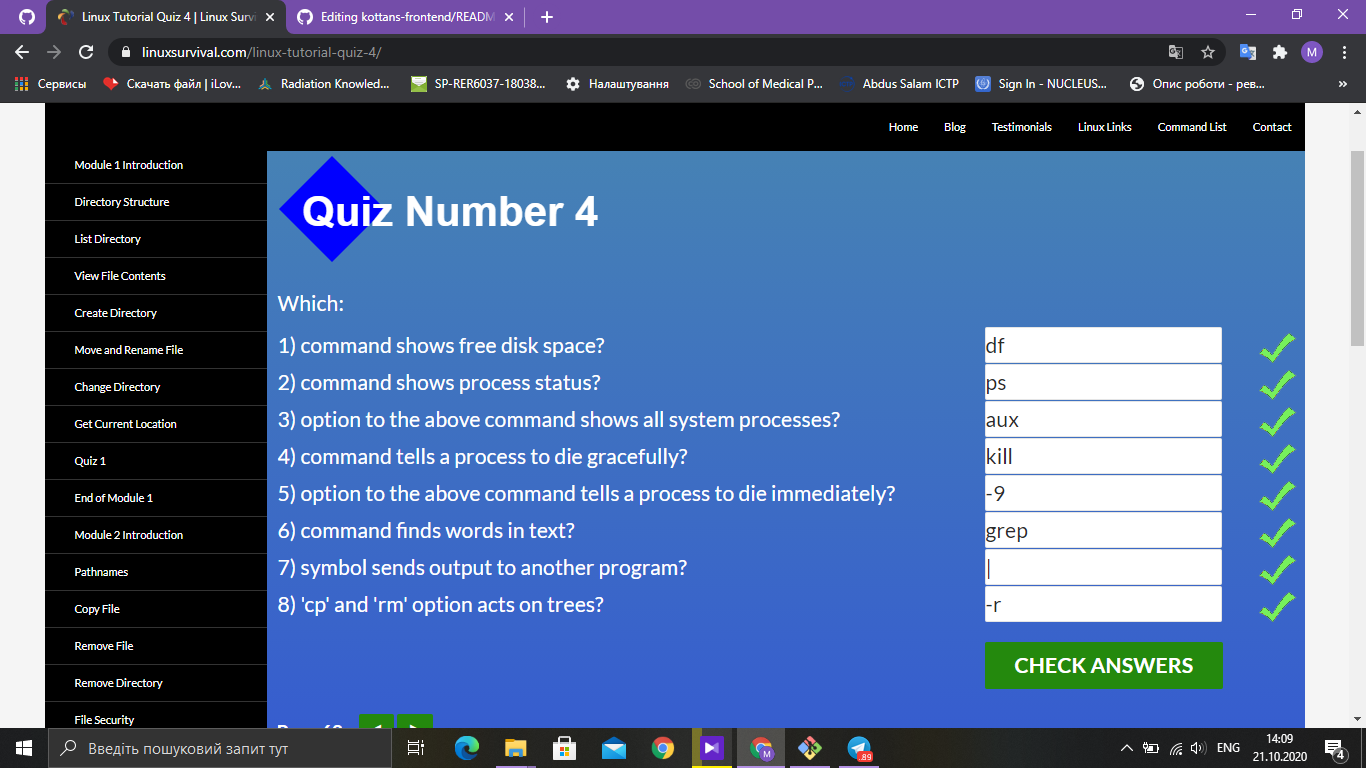 Linux Tutorial Quiz 4 | Linux Survi
Editing kottans-frontend/READM
linuxsurvival.com/linux-tutorial-quiz-4/
M
Сервисы
Скачать файл | iLov...
Radiation Knowled...
SP-RER6037-18038...
Налаштування
School of Medical P...
Abdus Salam ICTP
Sign In - NUCLEUS...
Опис роботи - рев...
»
Home
Blog
Testimonials
Linux Links
Command List
Contact
Module 1 Introduction
Directory Structure
List Directory
View File Contents
Create Directory
Move and Rename File
Change Directory
Get Current Location
Quiz 1
End of Module 1
Module 2 Introduction
Pathnames
Copy File
Remove File
Remove Directory
File Security
Quiz Number 4
Which:
1) command shows free disk space? df
2) command shows process status? ps
3) option to the above command shows all system processes? aux
4) command tells a process to die gracefully? kill
5) option to the above command tells a process to die immediately? -9
6) command finds words in text? grep
7) symbol sends output to another program? |
8) 'cp' and 'rm' option acts on trees? -r
CHECK ANSWERS
Введіть пошуковий запит тут
M
89
ENG
14:09
21.10.2020
4